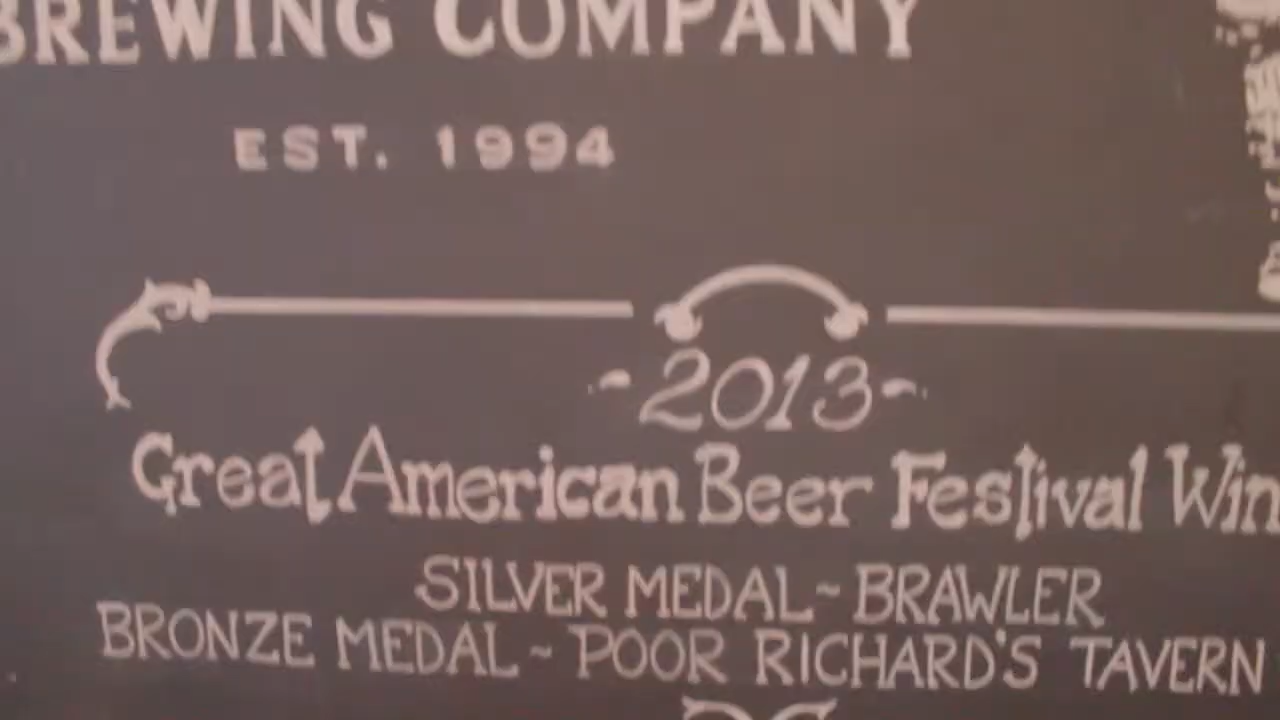 BREWING COMPANY
EST. 1994
-2013-
Great American Beer Festival Win
SILVER MEDAL~ BRAWLER
BRONZE MEDAL~ POOR RICHARD'S TAVERN